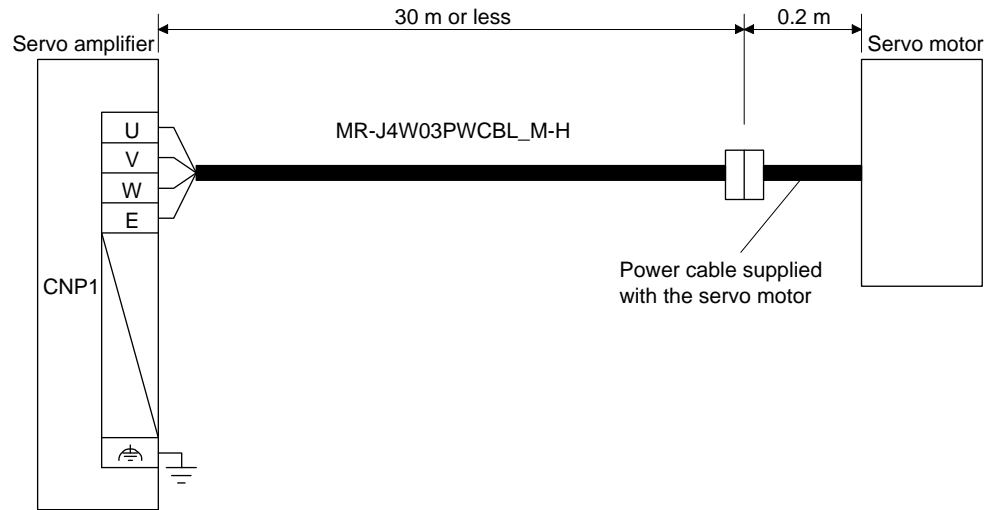 30 m or less
0.2 m
Servo amplifier
Servo motor
U
MR-J4W03PWCBL_M-H
V
W
E
CNP1
Power cable supplied
with the servo motor